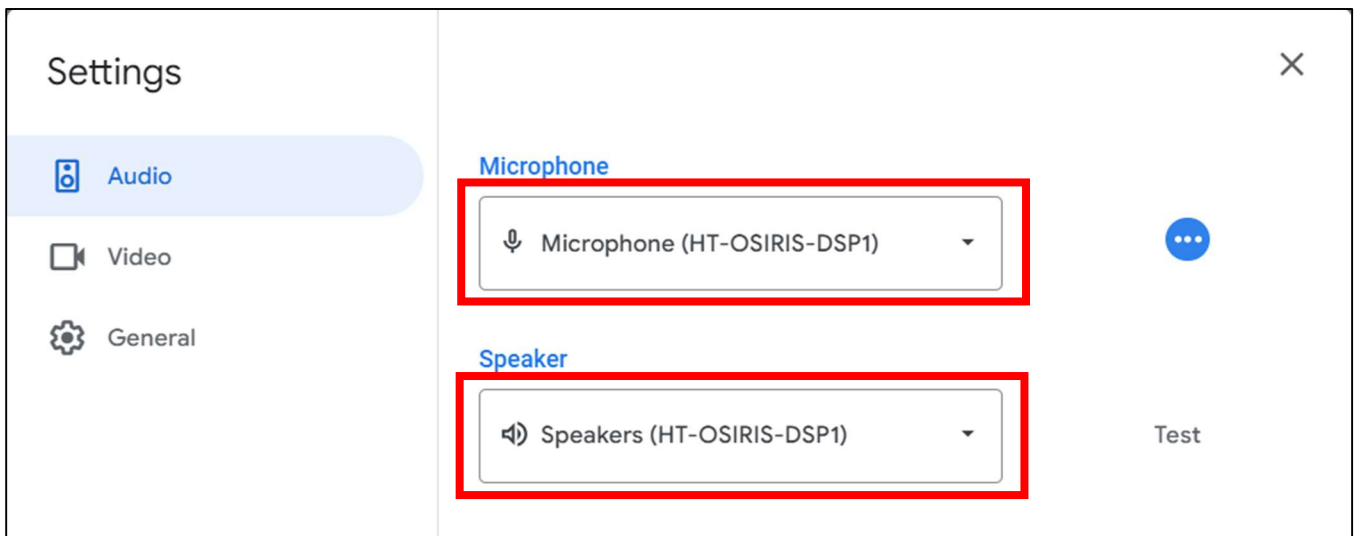 Settings
Audio
Video
General
Microphone
Microphone (HT-OSIRIS-DSP1)
Speaker
Speakers (HT-OSIRIS-DSP1)
Test